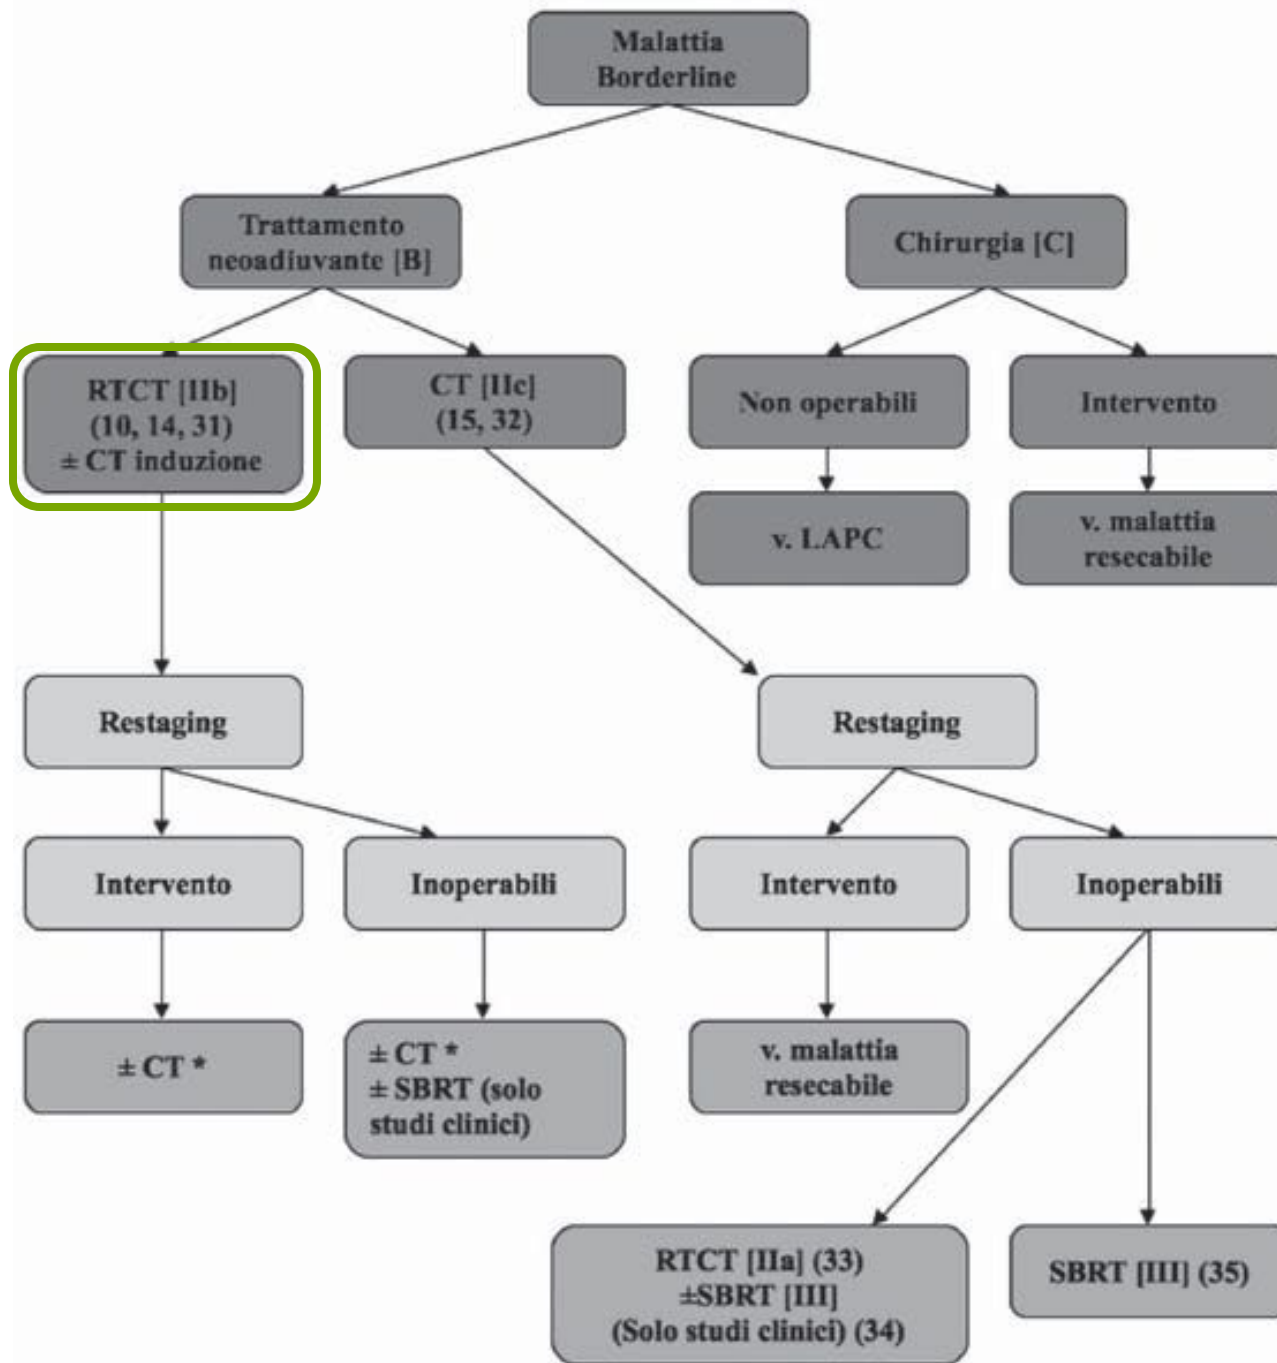 Malattia
Borderline
Trattamento
neoadiuvante [B]
Chirurgia [C]
RTCT [IIb]
(10, 14, 31)
± CT induzione
CT [IIc]
(15, 32)
Non operabili
Intervento
v. LAPC
v. malattia
resecabile
Restaging
Restaging
Intervento
Inoperabili
Intervento
Inoperabili
± CT *
± CT *
± SBRT (solo
studi clinici)
v. malattia
resecabile
RTCT [IIa] (33)
±SBRT [III]
(Solo studi clinici) (34)
SBRT [III] (35)